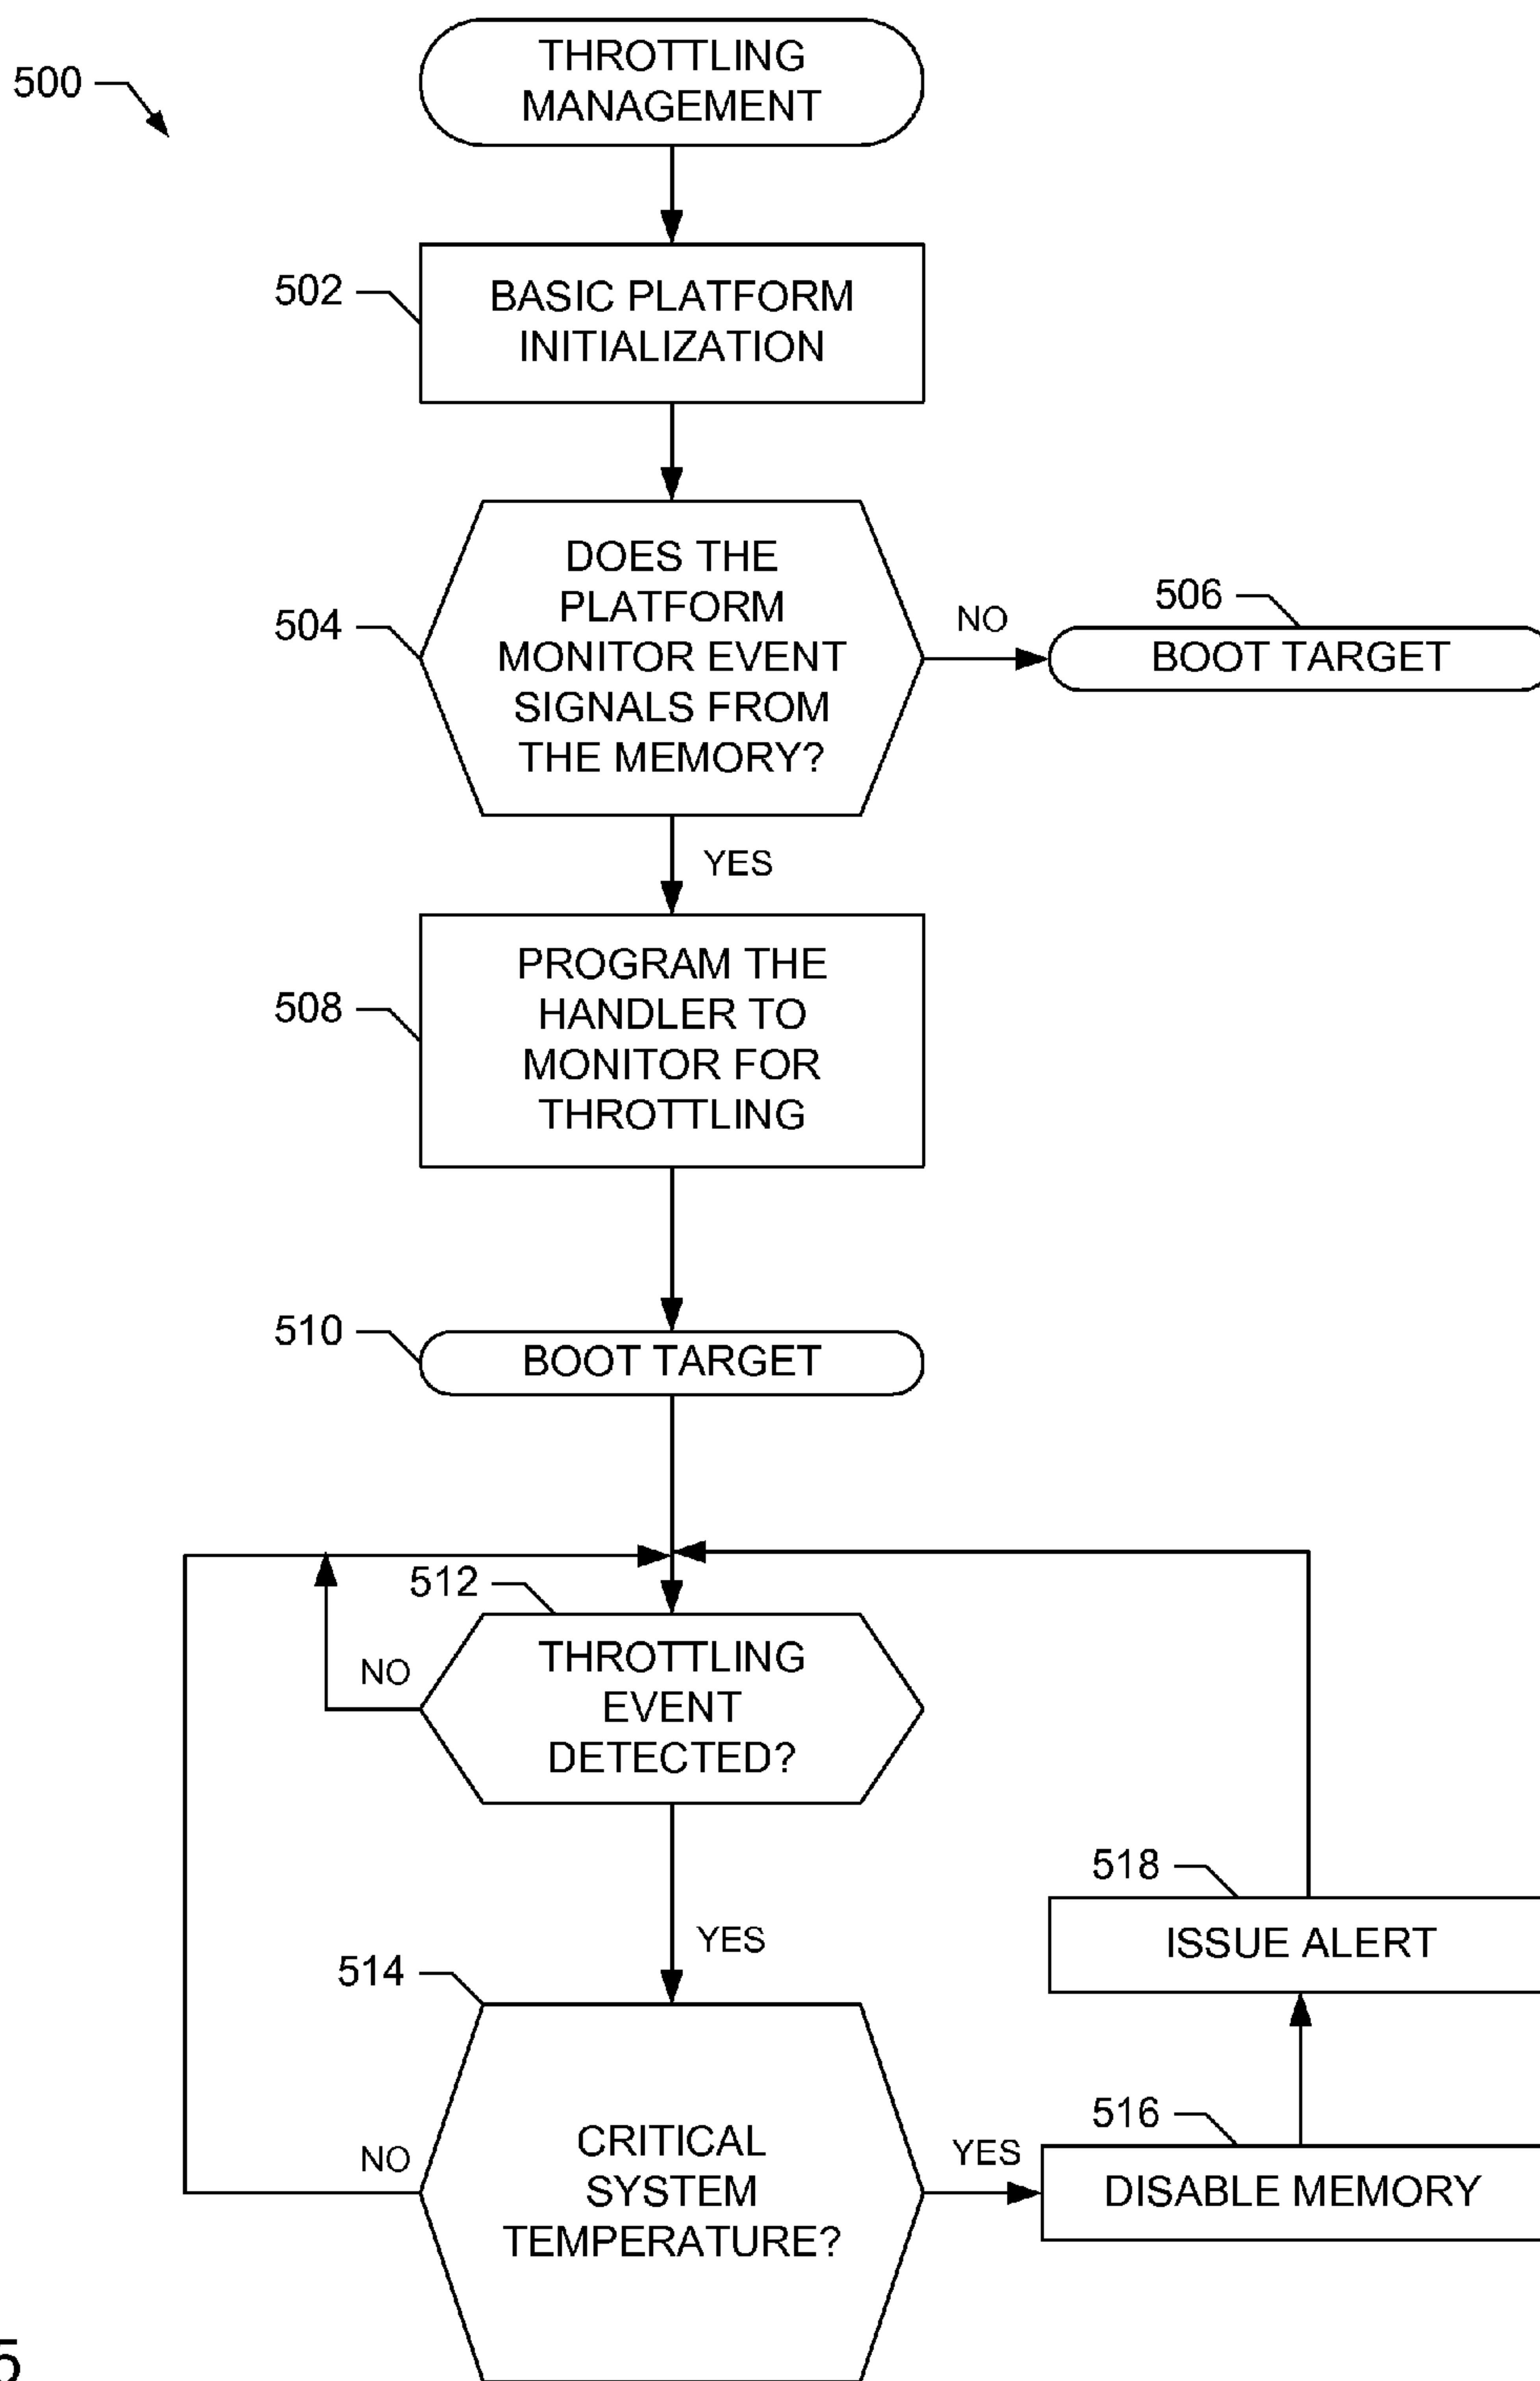 500
THROTTLING
MANAGEMENT
502
BASIC PLATFORM
INITIALIZATION
504
DOES THE
PLATFORM
MONITOR EVENT
SIGNALS FROM
THE MEMORY?
NO
506
BOOT TARGET
YES
508
PROGRAM THE
HANDLER TO
MONITOR FOR
THROTTLING
510
BOOT TARGET
512
THROTTLING
EVENT
DETECTED?
NO
YES
514
CRITICAL
SYSTEM
TEMPERATURE?
NO
YES
516
DISABLE MEMORY
518
ISSUE ALERT
5